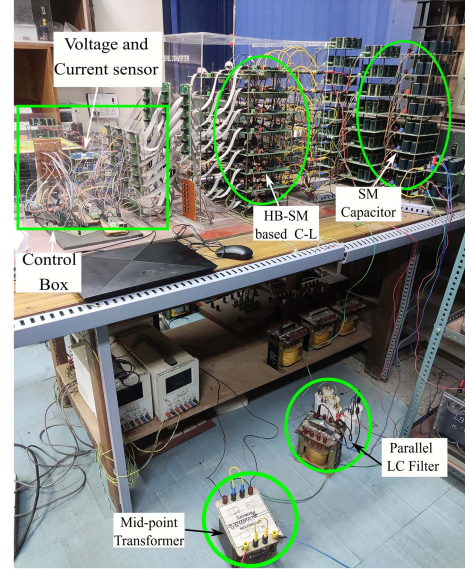 Voltage and
Current sensor
HB-SM
based C-L
SM
Capacitor
Control
Box
Parallel
LC Filter
Mid-point
Transformer